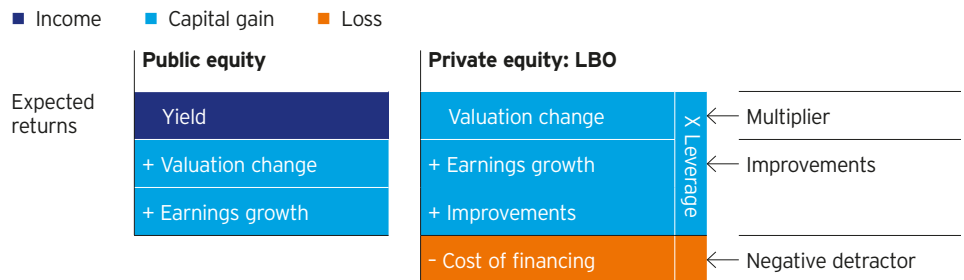 Income Capital gain Loss
Public equity Private equity: LBO
Expected
returns
Yield Valuation change Multiplier
+ Valuation change + Earnings growth Improvements
+ Earnings growth + Improvements
X Leverage
– Cost of financing Negative detractor